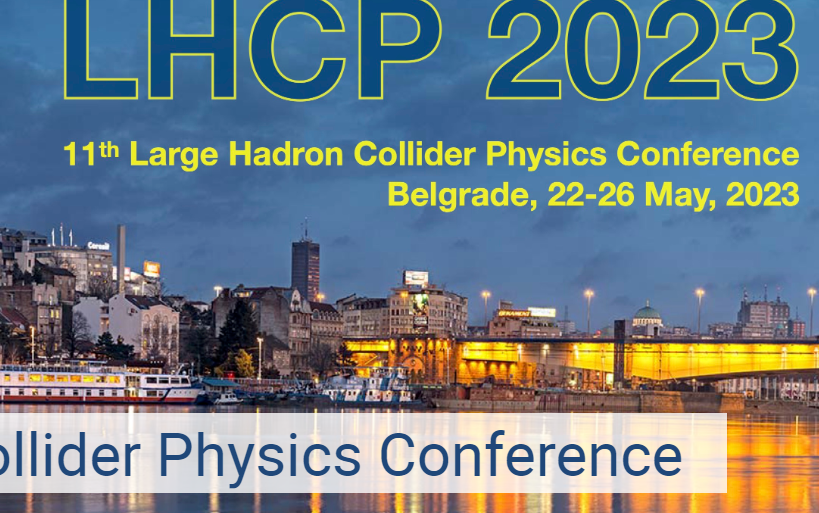 LHCP 2023
11th Large Hadron Collider Physics Conference
Belgrade, 22-26 May, 2023
ollider Physics Conference